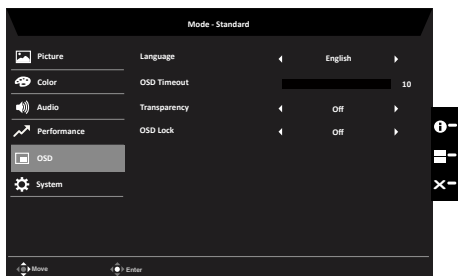 Mode - Standard
Picture
Language English
Color
OSD Timeout 10
Audio
Transparency Off
Performance
OSD Lock Off
OSD
System
Move Enter